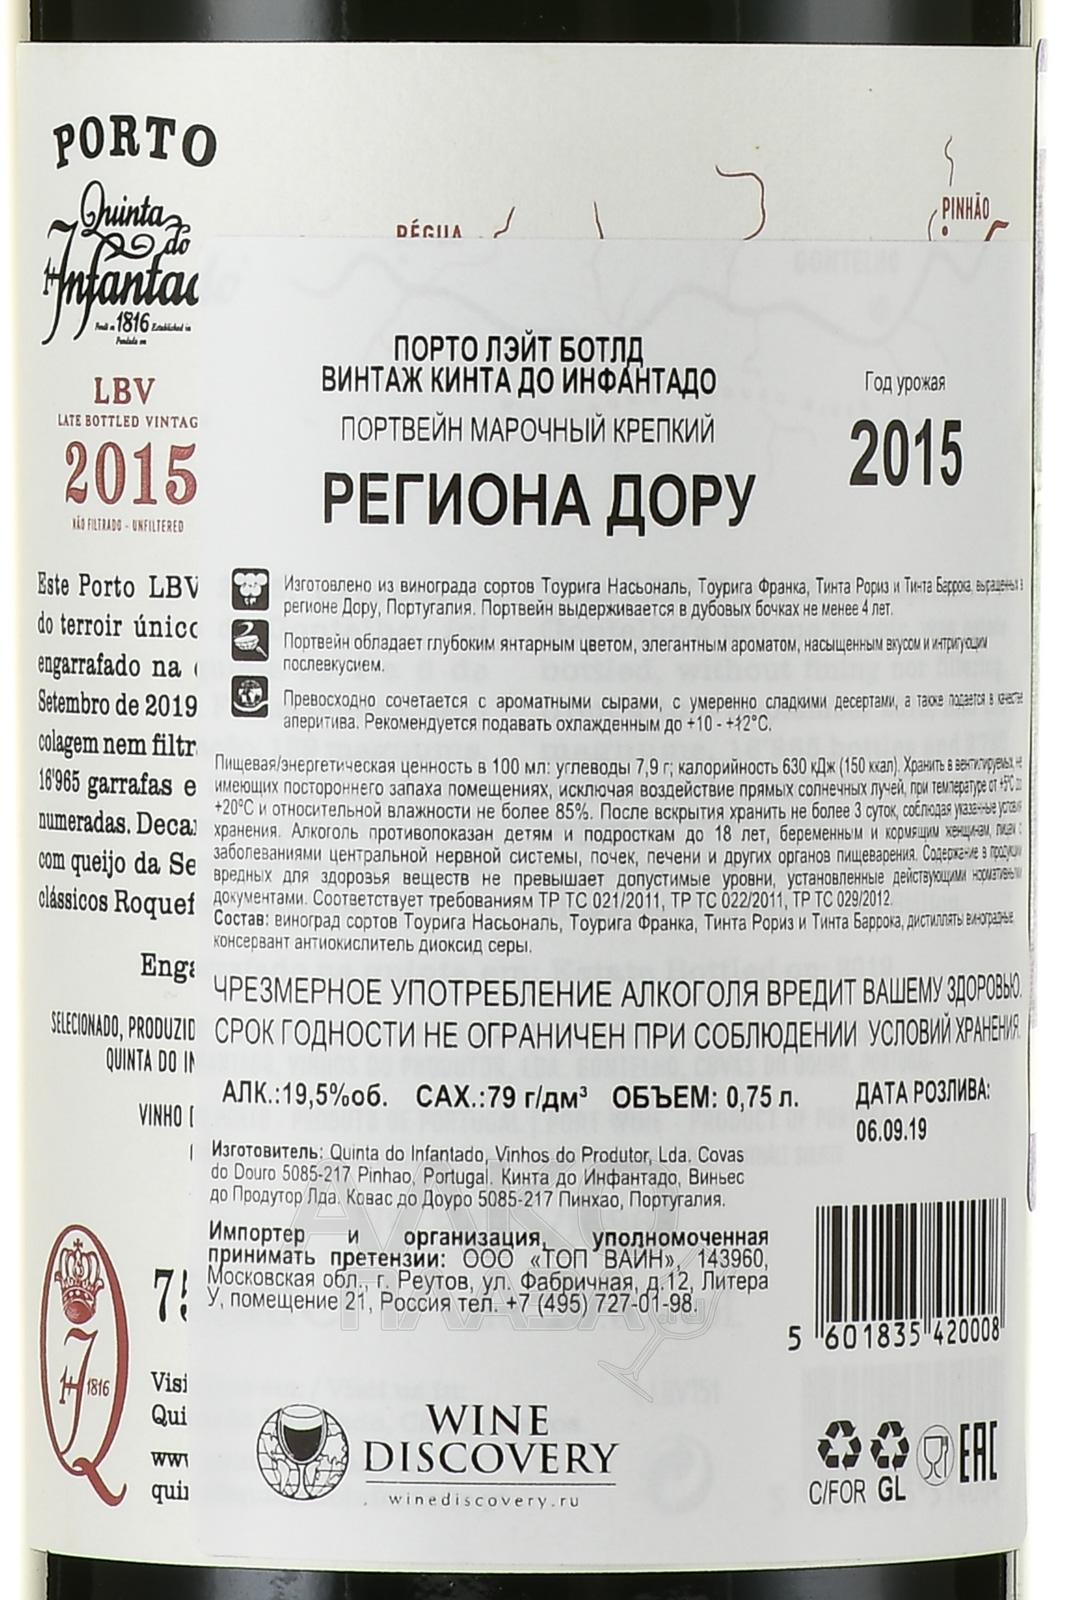 PORTO
Quinta
do
Infantad
1816
RÉGUA
PINHÃO
LBV
LATE BOTTLED VINTAG
2015
NÃO FILTRADO - UNFILTERED
Este Porto LBV
do terroir único
engarrafado na
Setembro de 2019
colagem nem filtr
16'965 garrafas e
numeradas. Deca
com queijo da Se
clássicos Roquef
Enga
SELECIONADO, PRODUZID
QUINTA DO IN
VINHO D
75
1816
Visi
Qui
www
quin
ПОРТО ЛЭЙТ БОТЛД
ВИНТАЖ КИНТА ДО ИНФАНТАДО
ПОРТВЕЙН МАРОЧНЫЙ КРЕПКИЙ
РЕГИОНА ДОРУ
Год урожая
2015
Изготовлено из винограда сортов Тоурига Насьональ, Тоурига Франка, Тинта Рориз и Тинта Баррока, выращенных в
регионе Дору, Португалия. Портвейн выдерживается в дубовых бочках не менее 4 лет.
Портвейн обладает глубоким янтарным цветом, элегантным ароматом, насыщенным вкусом и интригующим
послевкусием.
Превосходно сочетается с ароматными сырами, с умеренно сладкими десертами, а также подается в качестве
аперитива. Рекомендуется подавать охлажденным до +10 - +12°С.
Пищевая/энергетическая ценность в 100 мл: углеводы 7,9 г; калорийность 630 кДж (150 ккал). Хранить в вентилируемых, не
имеющих постороннего запаха помещениях, исключая воздействие прямых солнечных лучей, при температуре от +5°С до
+20°С и относительной влажности не более 85%. После вскрытия хранить не более 3 суток, соблюдая указанные условия
хранения. Алкоголь противопоказан детям и подросткам до 18 лет, беременным и кормящим женщинам, лицам с
заболеваниями центральной нервной системы, почек, печени и других органов пищеварения. Содержание в продукции
вредных для здоровья веществ не превышает допустимые уровни, установленные действующими нормативными
документами. Соответствует требованиям ТР ТС 021/2011, ТР ТС 022/2011, ТР ТС 029/2012.
Состав: виноград сортов Тоурига Насьональ, Тоурига Франка, Тинта Рориз и Тинта Баррока, дистилляты виноградные,
консервант антиокислитель диоксид серы.
ЧРЕЗМЕРНОЕ УПОТРЕБЛЕНИЕ АЛКОГОЛЯ ВРЕДИТ ВАШЕМУ ЗДОРОВЬЮ.
СРОК ГОДНОСТИ НЕ ОГРАНИЧЕН ПРИ СОБЛЮДЕНИИ УСЛОВИЙ ХРАНЕНИЯ.
АЛК.:19,5%об. САХ.:79 г/дм³ ОБЪЕМ: 0,75 л.
ДАТА РОЗЛИВА:
06.09.19
Изготовитель: Quinta do Infantado, Vinhos do Produtor, Lda. Covas
do Douro 5085-217 Pinhao, Portugal. Кинта до Инфантадо, Виньес
до Продутор Лда. Ковас до Доуро 5085-217 Пинхао, Португалия.
Импортер и организация, уполномоченная
принимать претензии: ООО «ТОП ВАЙН», 143960,
Московская обл., г. Реутов, ул. Фабричная, д.12, Литера
У, помещение 21, Россия тел. +7 (495) 727-01-98.
5 601835 420008
WINE
DISCOVERY
winediscovery.ru
C/FOR GL
EAC